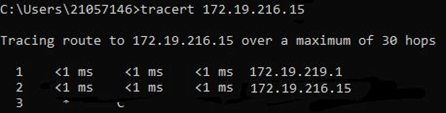 C:\Users\21057146>tracert 172.19.216.15
Tracing route to 172.19.216.15 over a maximum of 30 hops
1 <1 ms <1 ms <1 ms 172.19.219.1
2 <1 ms <1 ms <1 ms 172.19.216.15
3 *